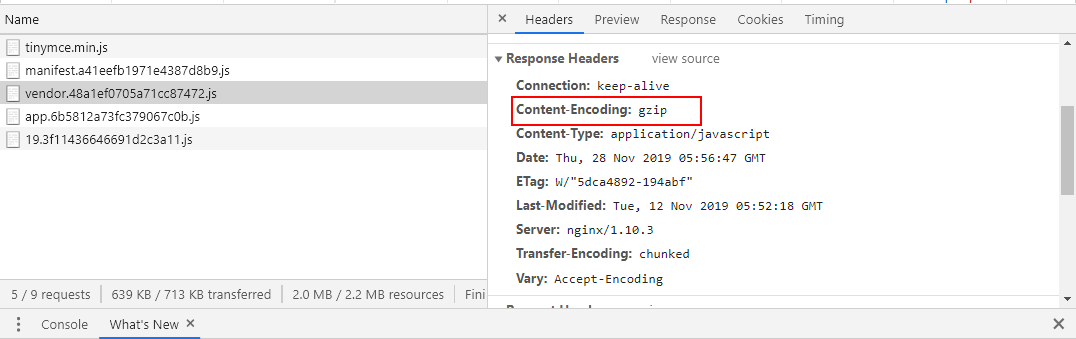 Name
tinymce.min.js
manifest.a41eefb1971e4387d8b9.js
vendor.48a1ef0705a71cc87472.js
app.6b5812a73fc379067c0b.js
19.3f11436646691d2c3a11.js
5 / 9 requests 639 KB / 713 KB transferred 2.0 MB / 2.2 MB resources Fini
× Headers Preview Response Cookies Timing
▼ Response Headers view source
Connection: keep-alive
Content-Encoding: gzip
Content-Type: application/javascript
Date: Thu, 28 Nov 2019 05:56:47 GMT
ETag: W/"5dca4892-194abf"
Last-Modified: Tue, 12 Nov 2019 05:52:18 GMT
Server: nginx/1.10.3
Transfer-Encoding: chunked
Vary: Accept-Encoding
Console What's New ×